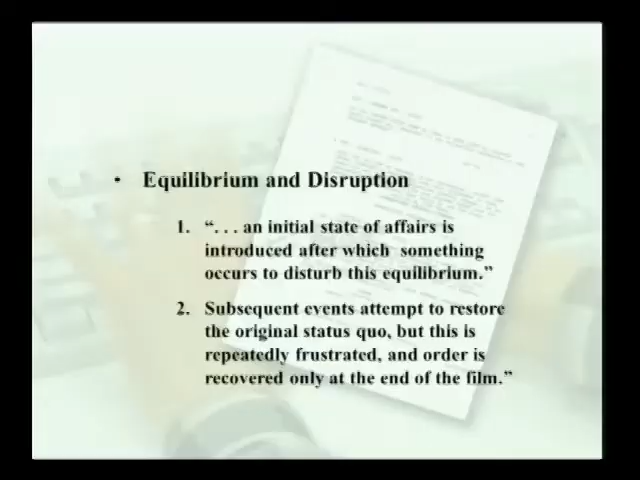 • Equilibrium and Disruption
1. “. . . an initial state of affairs is
introduced after which something
occurs to disturb this equilibrium.”
2. Subsequent events attempt to restore
the original status quo, but this is
repeatedly frustrated, and order is
recovered only at the end of the film.”